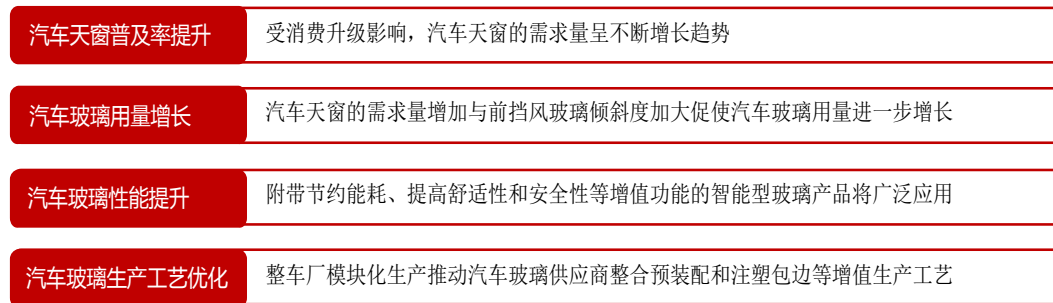 汽车天窗普及率提升 受消费升级影响，汽车天窗的需求量呈不断增长趋势
汽车玻璃用量增长 汽车天窗的需求量增加与前挡风玻璃倾斜度加大促使汽车玻璃用量进一步增长
汽车玻璃性能提升 附带节约能耗、提高舒适性和安全性等增值功能的智能型玻璃产品将广泛应用
汽车玻璃生产工艺优化 整车厂模块化生产推动汽车玻璃供应商整合预装配和注塑包边等增值生产工艺